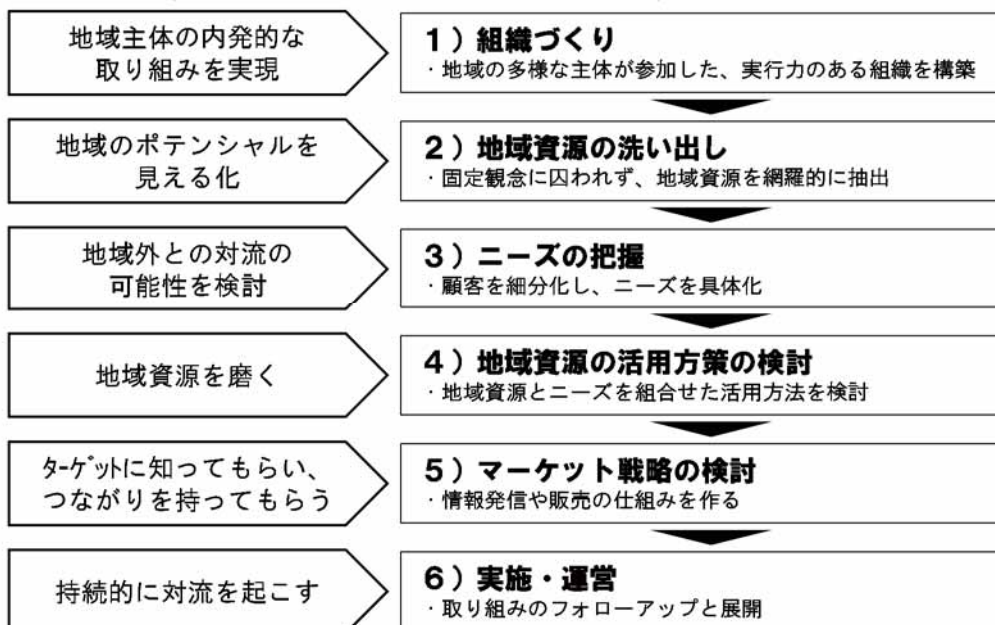 地域主体の内発的な
取り組みを実現
1）組織づくり
・地域の多様な主体が参加した、実行力のある組織を構築
地域のポテンシャルを
見える化
2）地域資源の洗い出し
・固定観念に囚われず、地域資源を網羅的に抽出
地域外との対流の
可能性を検討
3）ニーズの把握
・顧客を細分化し、ニーズを具体化
地域資源を磨く
4）地域資源の活用方策の検討
・地域資源とニーズを組合せた活用方法を検討
ﾀｰｹﾞｯﾄに知ってもらい、
つながりを持ってもらう
5）マーケット戦略の検討
・情報発信や販売の仕組みを作る
持続的に対流を起こす
6）実施・運営
・取り組みのフォローアップと展開